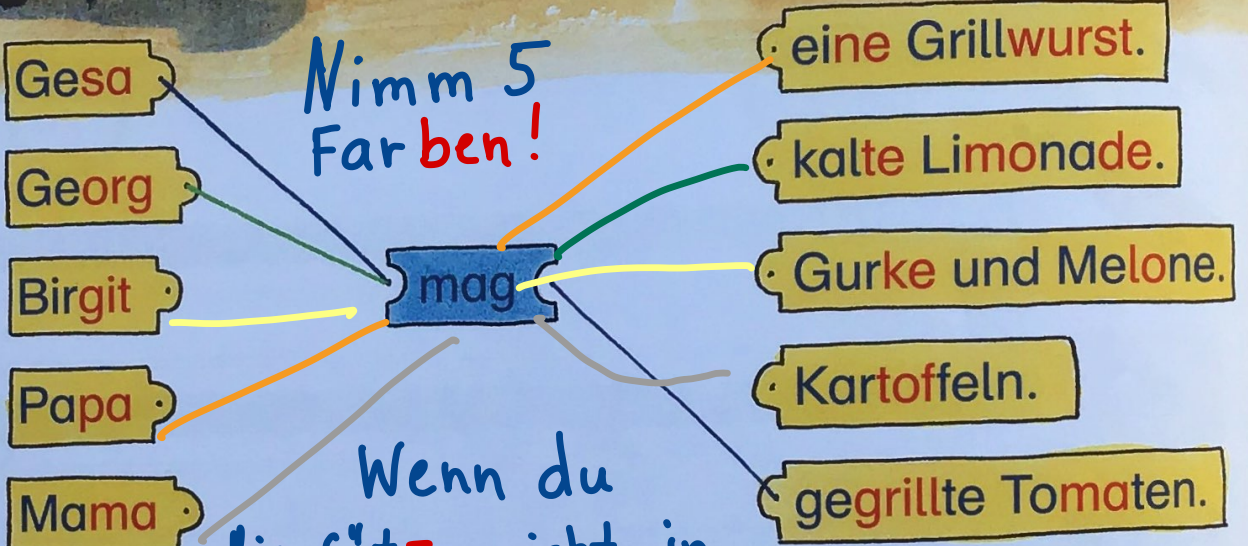 Gesa
Georg
Birgit
Papa
Mama
Nimm 5
Farben!
mag
Wenn du
eine Grillwurst.
kalte Limonade.
Gurke und Melone.
Kartoffeln.
gegrillte Tomaten.